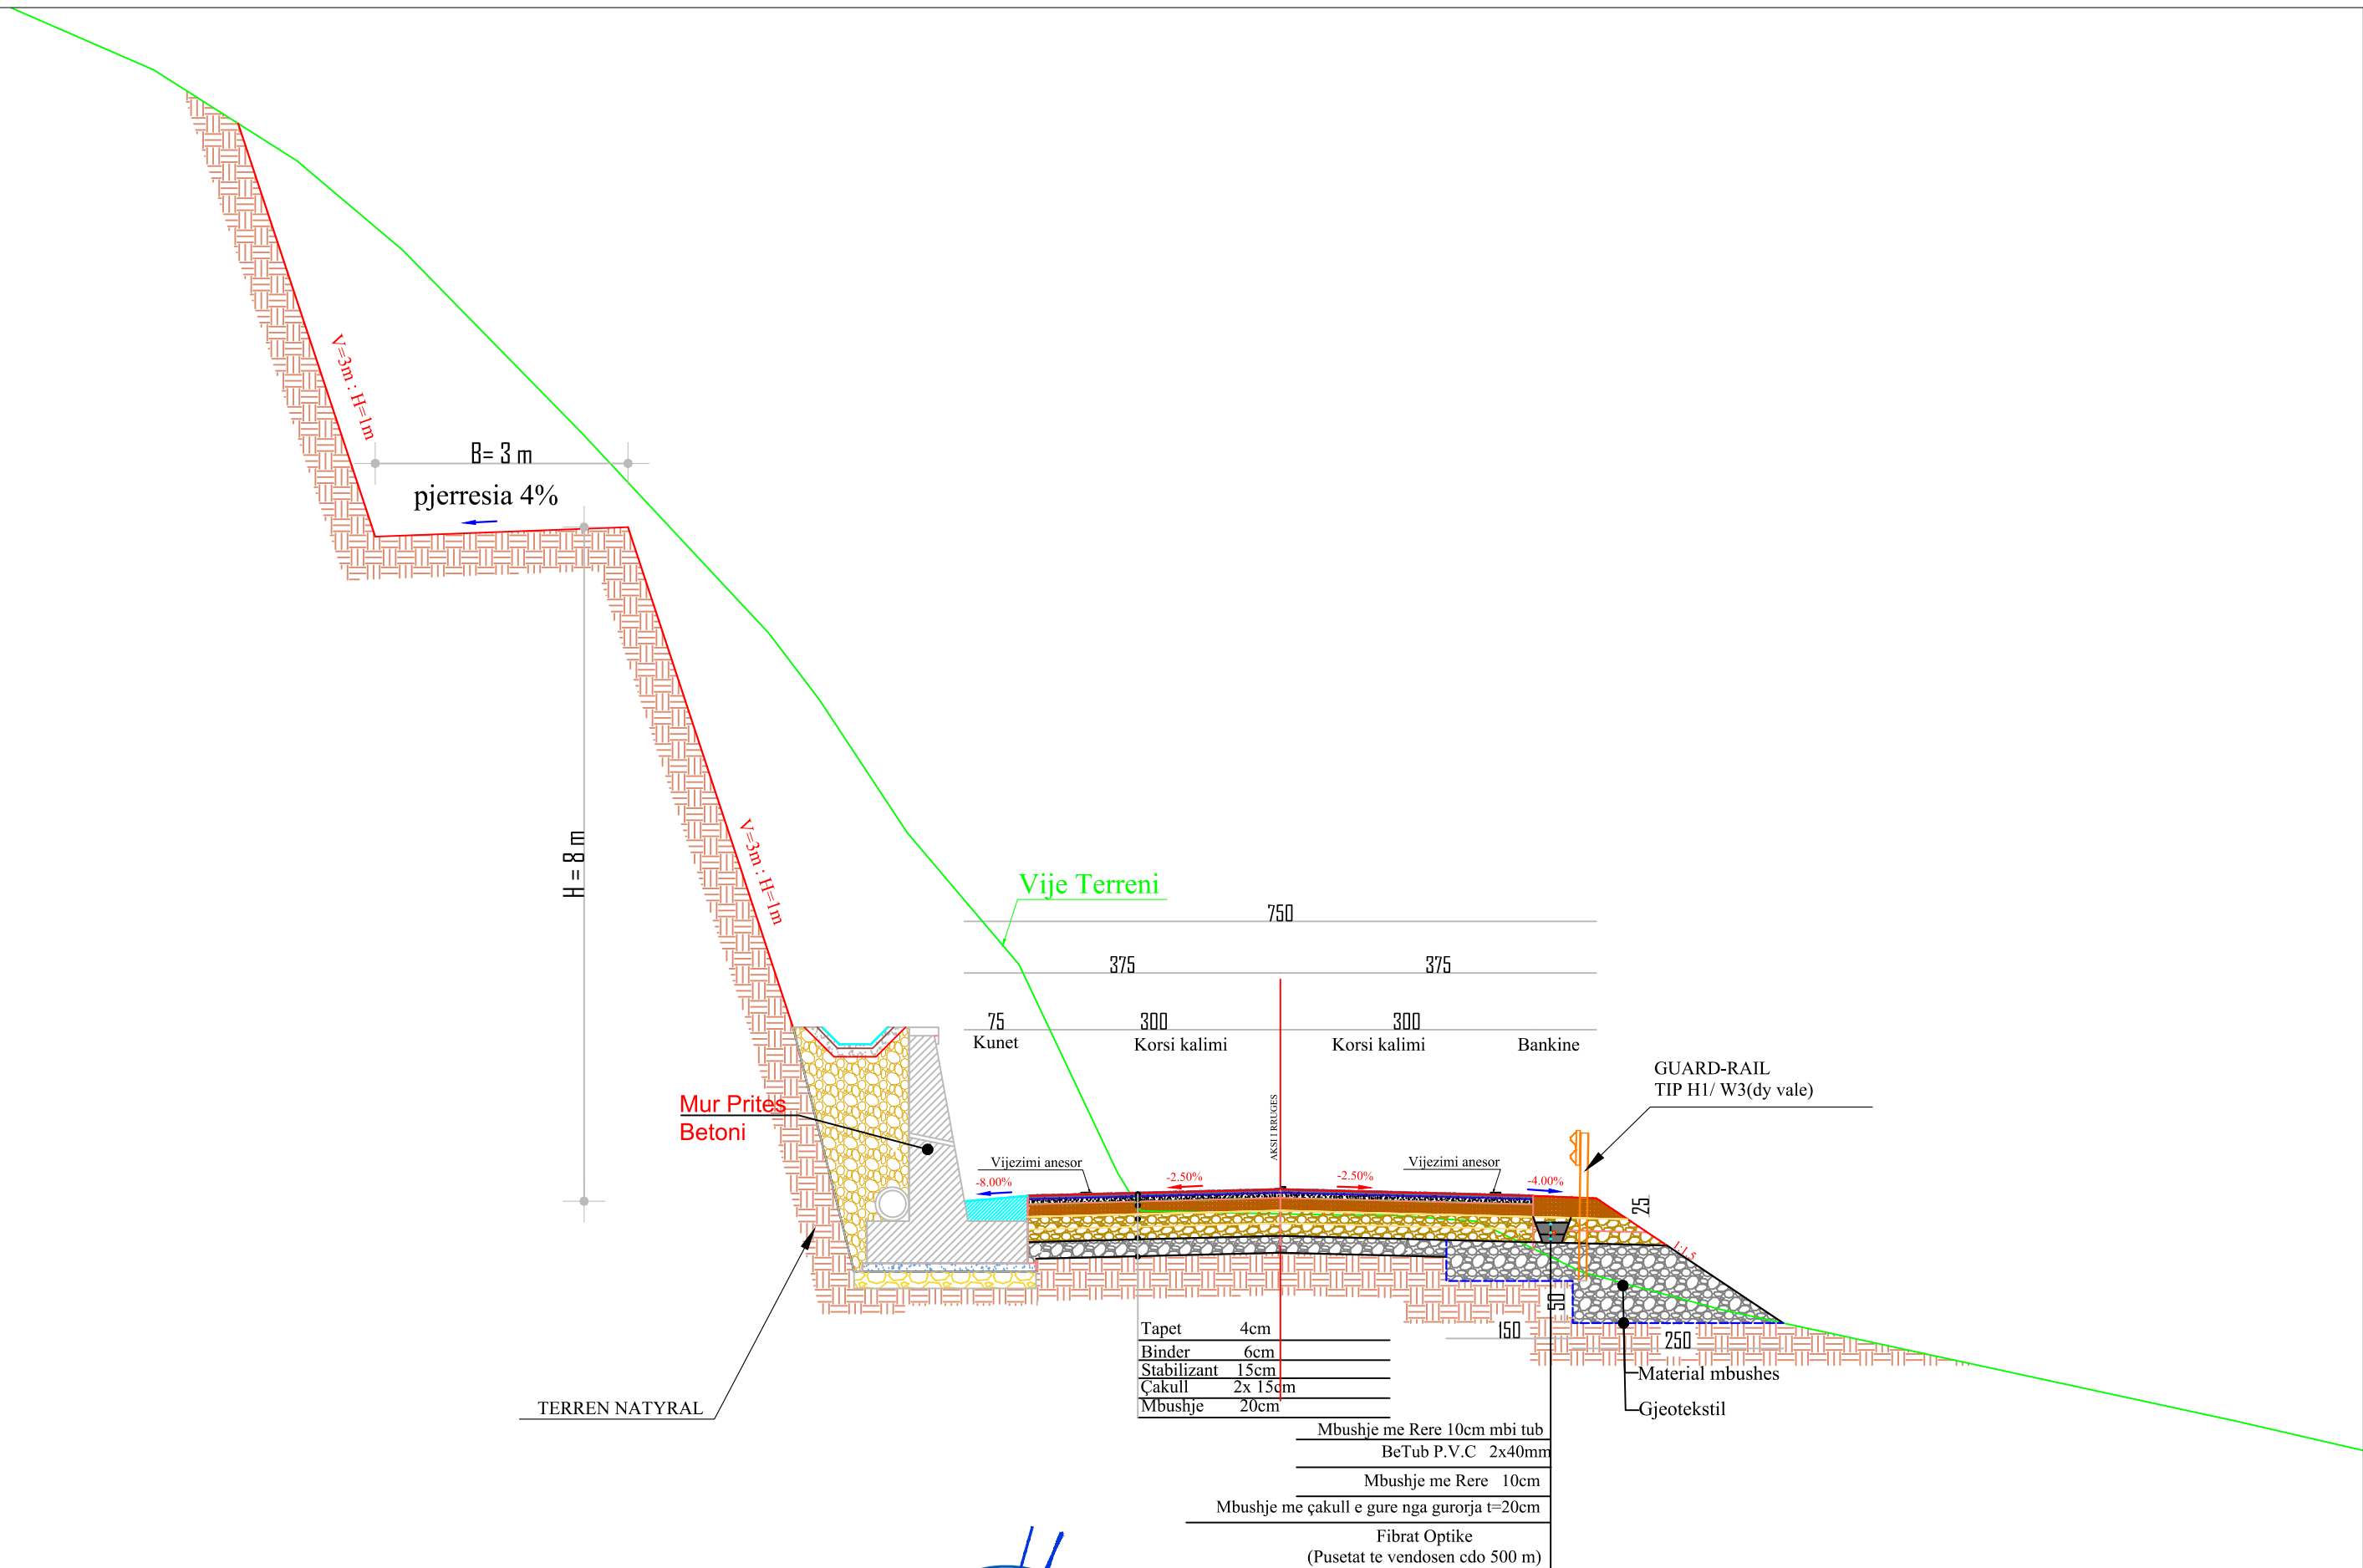 V=3m : H=1m
B= 3 m
pjerresia 4%
H = 8 m
V=3m : H=1m
Vije Terreni
750
375 375
75 300 300
Kunet Korsi kalimi Korsi kalimi Bankine
GUARD-RAIL
TIP H1/ W3(dy vale)
AKSI I RRUGES
Mur Prites
Betoni
Vijezimi anesor Vijezimi anesor
-8.00% -2.50% -2.50% -4.00%
25
1:1.5
50
150 250
Tapet 4cm
Binder 6cm
Stabilizant 15cm
Çakull 2x 15cm
Mbushje 20cm
Material mbushes
Gjeotekstil
TERREN NATYRAL
Mbushje me Rere 10cm mbi tub
BeTub P.V.C 2x40mm
Mbushje me Rere 10cm
Mbushje me çakull e gure nga gurorja t=20cm
Fibrat Optike
(Pusetat te vendosen cdo 500 m)